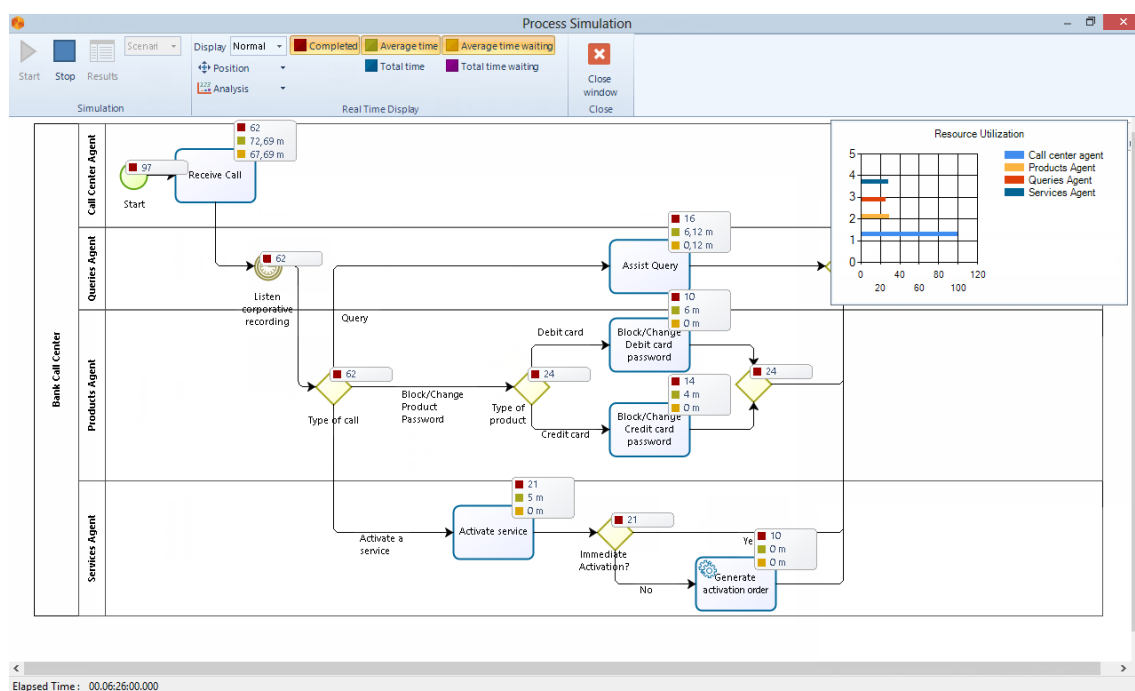 Process Simulation
Start
Stop
Results
Scenari
Simulation
Display Normal
Position
Analysis
Completed
Average time
Average time waiting
Total time
Total time waiting
Real Time Display
Close
window
Close
Bank Call Center
Call Center Agent
97
Start
62
72,69 m
67,69 m
Receive Call
Resource Utilization
5
4
3
2
1
0
0 40 80 120
20 60 100
Call center agent
Products Agent
Queries Agent
Services Agent
Queries Agent
62
Listen
corporative
recording
Query
16
6,12 m
0,12 m
Assist Query
Products Agent
62
Type of call
Block/Change
Product
Password
24
Type of
product
Debit card
Credit card
10
6 m
0 m
Block/Change
Debit card
password
14
4 m
0 m
Block/Change
Credit card
password
24
Services Agent
Activate a
service
21
5 m
0 m
Activate service
21
Immediate
Activation?
Ye
No
10
0 m
0 m
Generate
activation order
Elapsed Time : 00.06:26:00.000